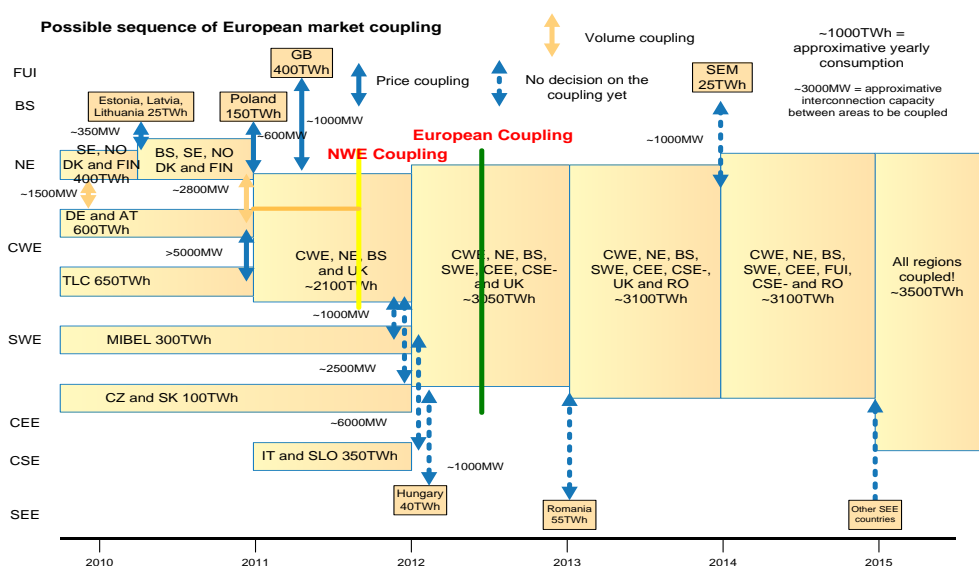 Possible sequence of European market coupling
Volume coupling
Price coupling
No decision on the
coupling yet
~1000TWh =
approximative yearly
consumption
~3000MW = approximative
interconnection capacity
between areas to be coupled
FUI
BS
NE
CWE
SWE
CEE
CSE
SEE
GB
400TWh
SEM
25TWh
Estonia, Latvia,
Lithuania 25TWh
Poland
150TWh
~350MW
~600MW
~1000MW
~1000MW
European Coupling
NWE Coupling
SE, NO
DK and FIN
400TWh
BS, SE, NO
DK and FIN
~1500MW
~2800MW
DE and AT
600TWh
>5000MW
TLC 650TWh
CWE, NE, BS
and UK
~2100TWh
CWE, NE, BS,
SWE, CEE, CSE-
and UK
~3050TWh
CWE, NE, BS,
SWE, CEE, CSE-,
UK and RO
~3100TWh
CWE, NE, BS,
SWE, CEE, FUI,
CSE- and RO
~3100TWh
All regions
coupled!
~3500TWh
~1000MW
MIBEL 300TWh
~2500MW
CZ and SK 100TWh
~6000MW
IT and SLO 350TWh
~1000MW
Hungary
40TWh
Romania
55TWh
Other SEE
countries
2010
2011
2012
2013
2014
2015